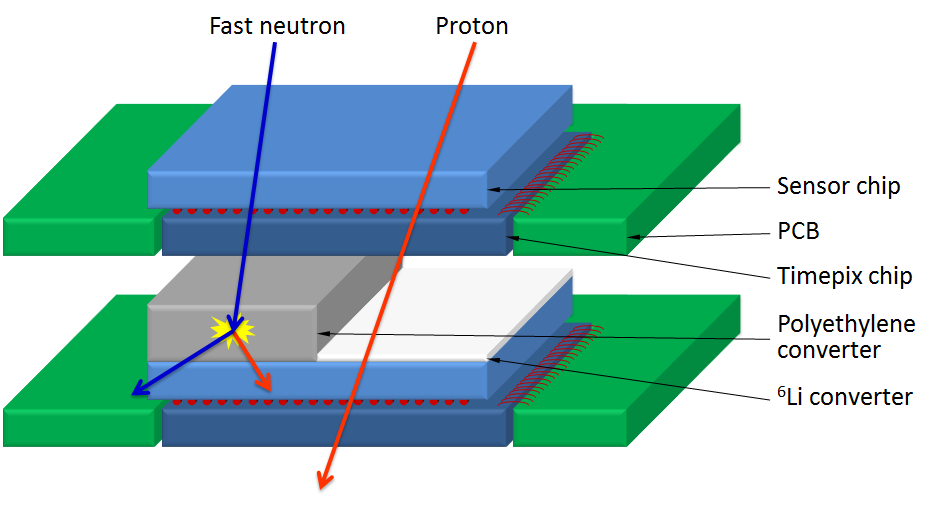 Fast neutron
Proton
Sensor chip
PCB
Timepix chip
Polyethylene
converter
⁶Li converter